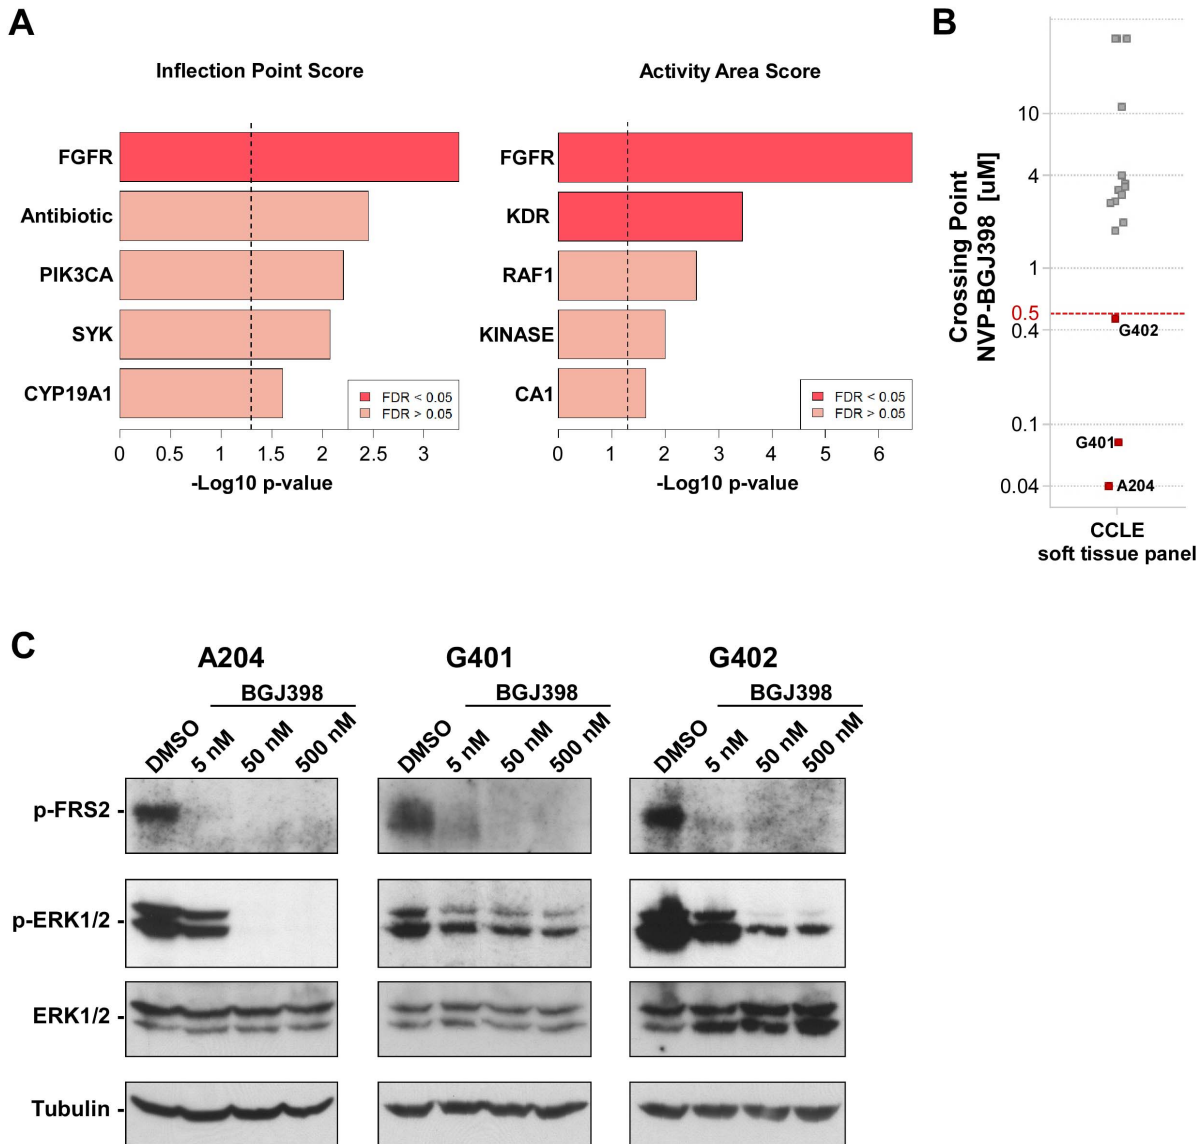 A
Inflection Point Score
FGFR
Antibiotic
PIK3CA
SYK
CYP19A1
FDR < 0.05
FDR > 0.05
0 0.5 1 1.5 2 2.5 3
-Log10 p-value
Activity Area Score
FGFR
KDR
RAF1
KINASE
CA1
FDR < 0.05
FDR > 0.05
0 1 2 3 4 5 6
-Log10 p-value
B
Crossing Point
NVP-BGJ398 [uM]
10
4
1
0.5
0.4
0.1
0.04
G402
G401
A204
CCLE
soft tissue panel
C
A204 G401 G402
BGJ398 BGJ398 BGJ398
DMSO 5 nM 50 nM 500 nM DMSO 5 nM 50 nM 500 nM DMSO 5 nM 50 nM 500 nM
p-FRS2 -
p-ERK1/2 -
ERK1/2 -
Tubulin -